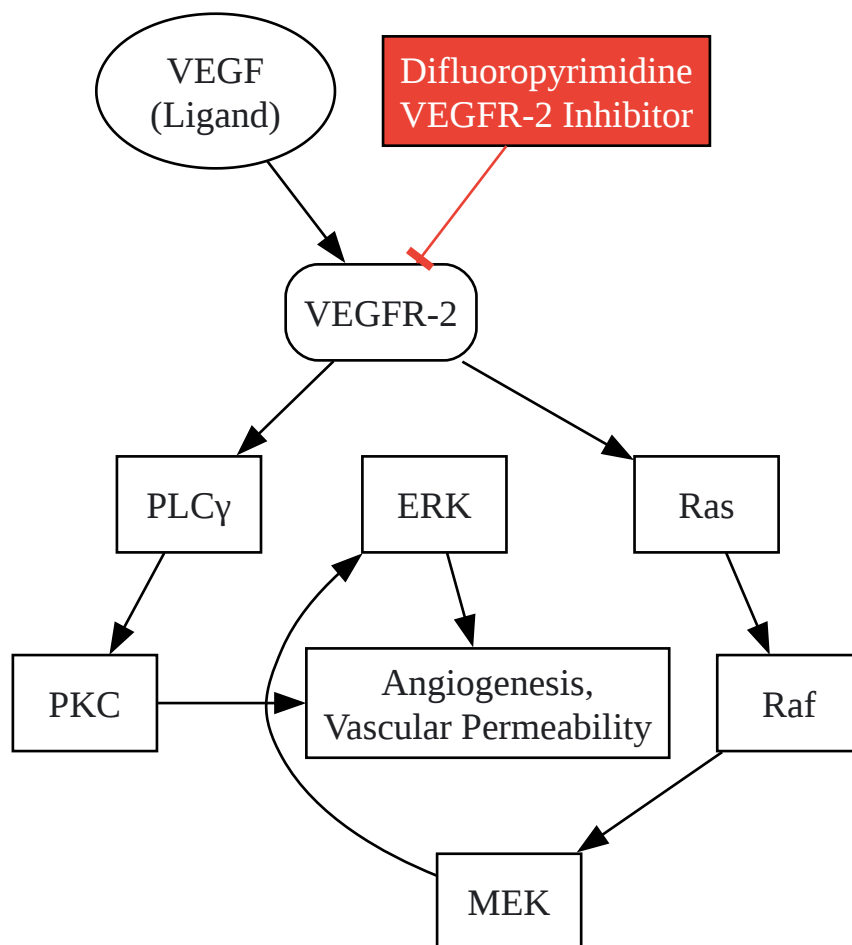 VEGF
(Ligand)
Difluoropyrimidine
VEGFR-2 Inhibitor
VEGFR-2
PLCγ
ERK
Ras
PKC
Angiogenesis,
Vascular Permeability
Raf
MEK